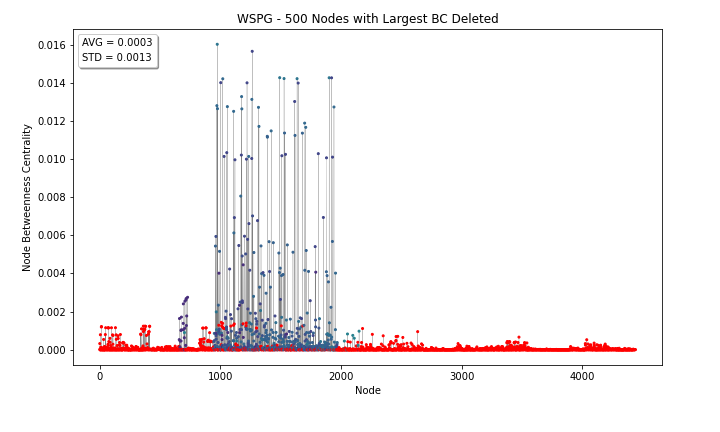 WSPG - 500 Nodes with Largest BC Deleted
AVG = 0.0003
STD = 0.0013
0.016
0.014
0.012
0.010
0.008
0.006
0.004
0.002
0.000
Node Betweenness Centrality
0 1000 2000 3000 4000
Node